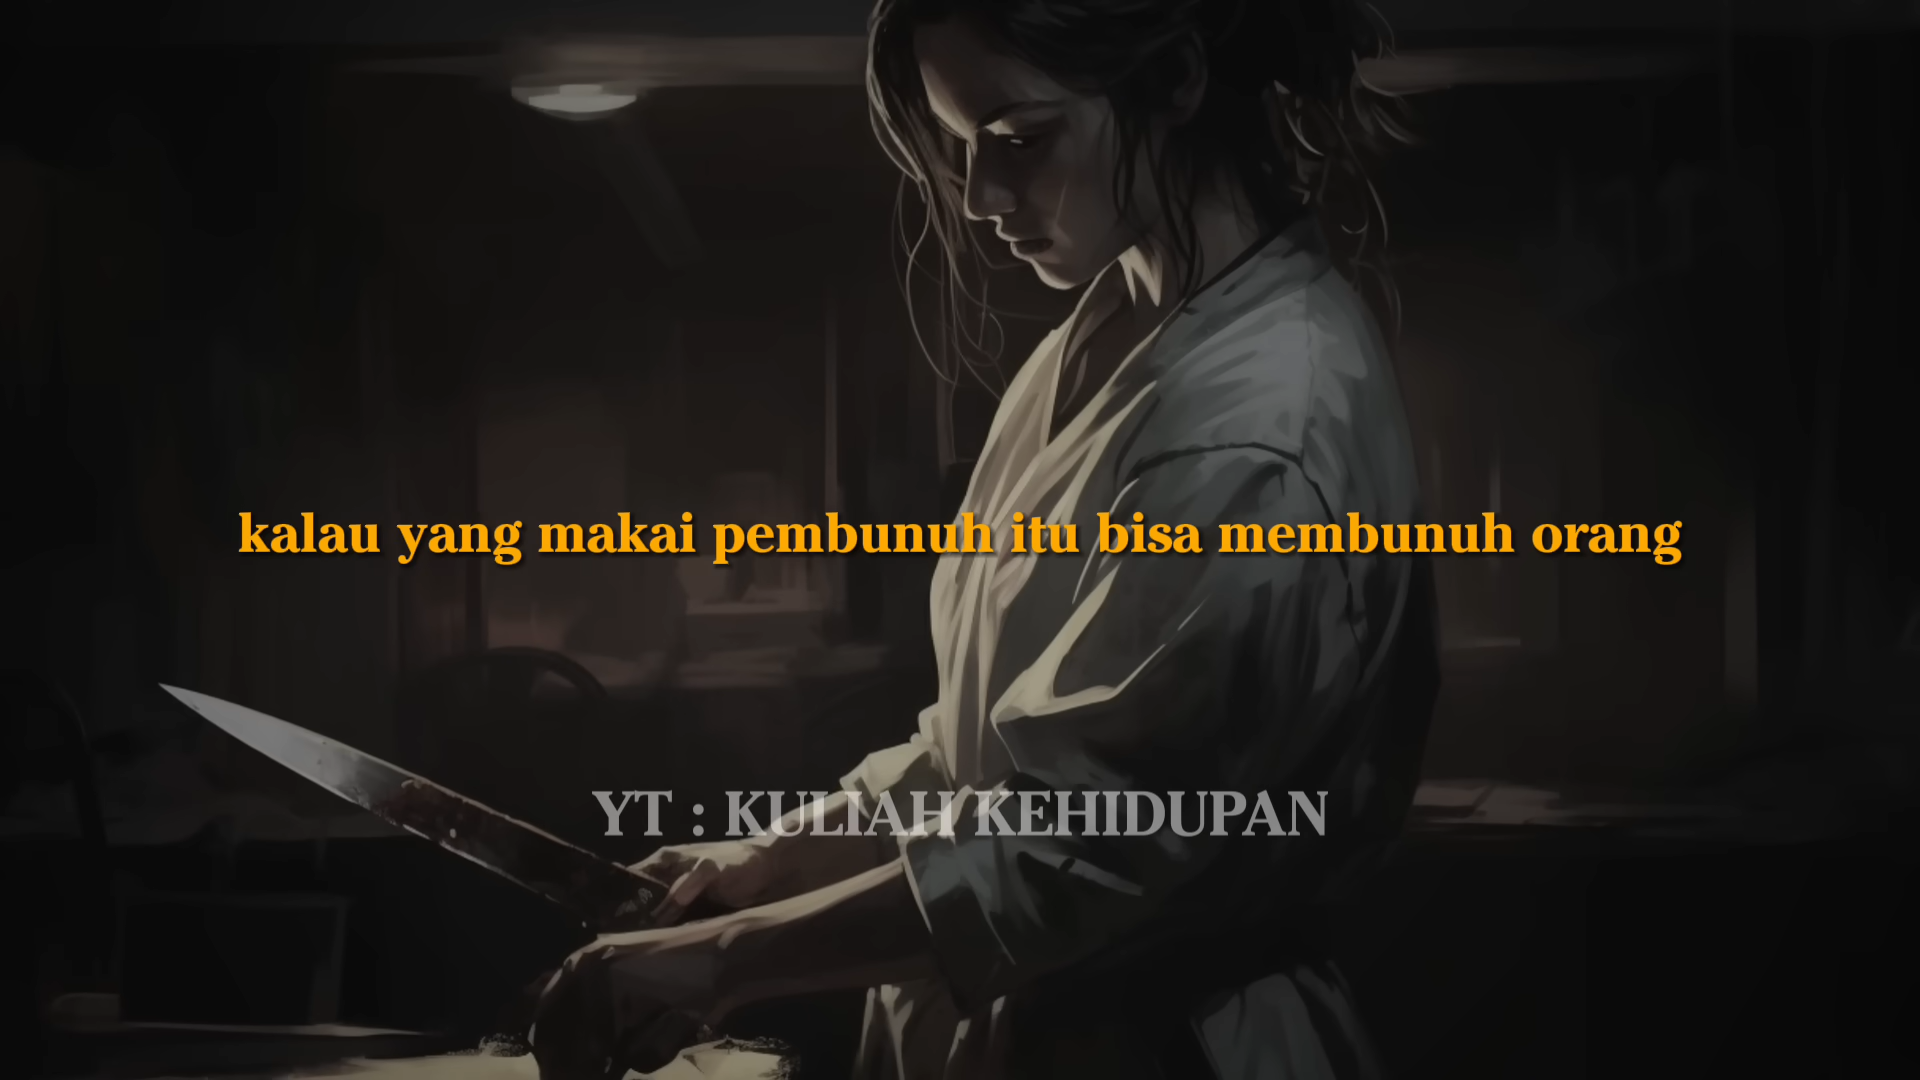 kalau yang makai pembunuh itu bisa membunuh orang
YT : KULIAH KEHIDUPAN